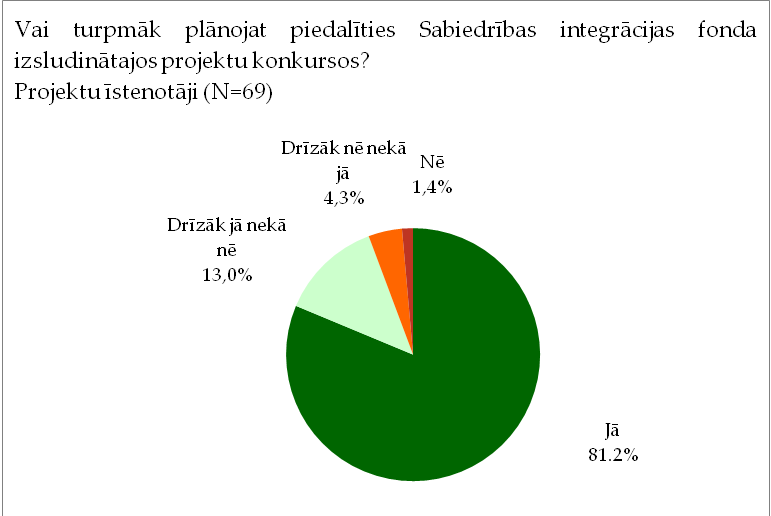 Vai turpmāk plānojat piedalīties Sabiedrības integrācijas fonda
izsludinātajos projektu konkursos?
Projektu īstenotāji (N=69)
Drīzāk nē nekā
jā
4,3%
Nē
1,4%
Drīzāk jā nekā
nē
13,0%
Jā
81.2%